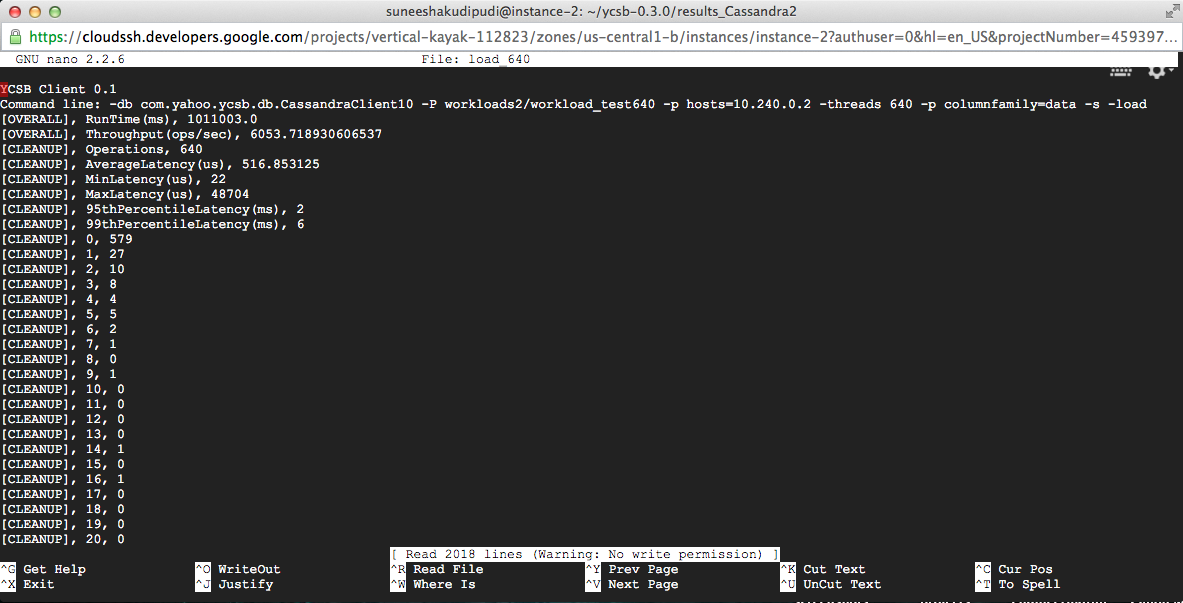 suneeshakudipudi@instance-2: ~/ycsb-0.3.0/results_Cassandra2
https://cloudssh.developers.google.com/projects/vertical-kayak-112823/zones/us-central1-b/instances/instance-2?authuser=0&hl=en_US&projectNumber=459397...
GNU nano 2.2.6 File: load_640
YCSB Client 0.1
Command line: -db com.yahoo.ycsb.db.CassandraClient10 -P workloads2/workload_test640 -p hosts=10.240.0.2 -threads 640 -p columnfamily=data -s -load
[OVERALL], RunTime(ms), 1011003.0
[OVERALL], Throughput(ops/sec), 6053.718930606537
[CLEANUP], Operations, 640
[CLEANUP], AverageLatency(us), 516.853125
[CLEANUP], MinLatency(us), 22
[CLEANUP], MaxLatency(us), 48704
[CLEANUP], 95thPercentileLatency(ms), 2
[CLEANUP], 99thPercentileLatency(ms), 6
[CLEANUP], 0, 579
[CLEANUP], 1, 27
[CLEANUP], 2, 10
[CLEANUP], 3, 8
[CLEANUP], 4, 4
[CLEANUP], 5, 5
[CLEANUP], 6, 2
[CLEANUP], 7, 1
[CLEANUP], 8, 0
[CLEANUP], 9, 1
[CLEANUP], 10, 0
[CLEANUP], 11, 0
[CLEANUP], 12, 0
[CLEANUP], 13, 0
[CLEANUP], 14, 1
[CLEANUP], 15, 0
[CLEANUP], 16, 1
[CLEANUP], 17, 0
[CLEANUP], 18, 0
[CLEANUP], 19, 0
[CLEANUP], 20, 0
[ Read 2018 lines (Warning: No write permission) ]
^G Get Help ^O WriteOut ^R Read File ^Y Prev Page ^K Cut Text ^C Cur Pos
^X Exit ^J Justify ^W Where Is ^V Next Page ^U UnCut Text ^T To Spell